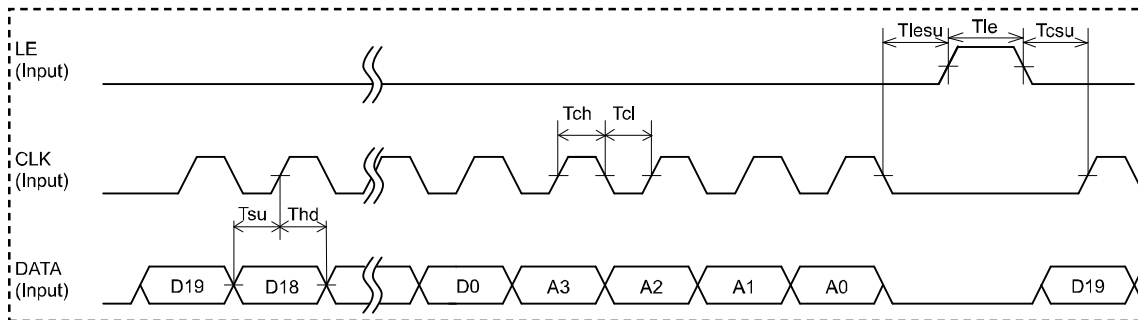 LE
(Input)
Tlesu Tle Tcsu
Tch Tcl
CLK
(Input)
Tsu Thd
DATA
(Input)
D19 D18 D0 A3 A2 A1 A0 D19